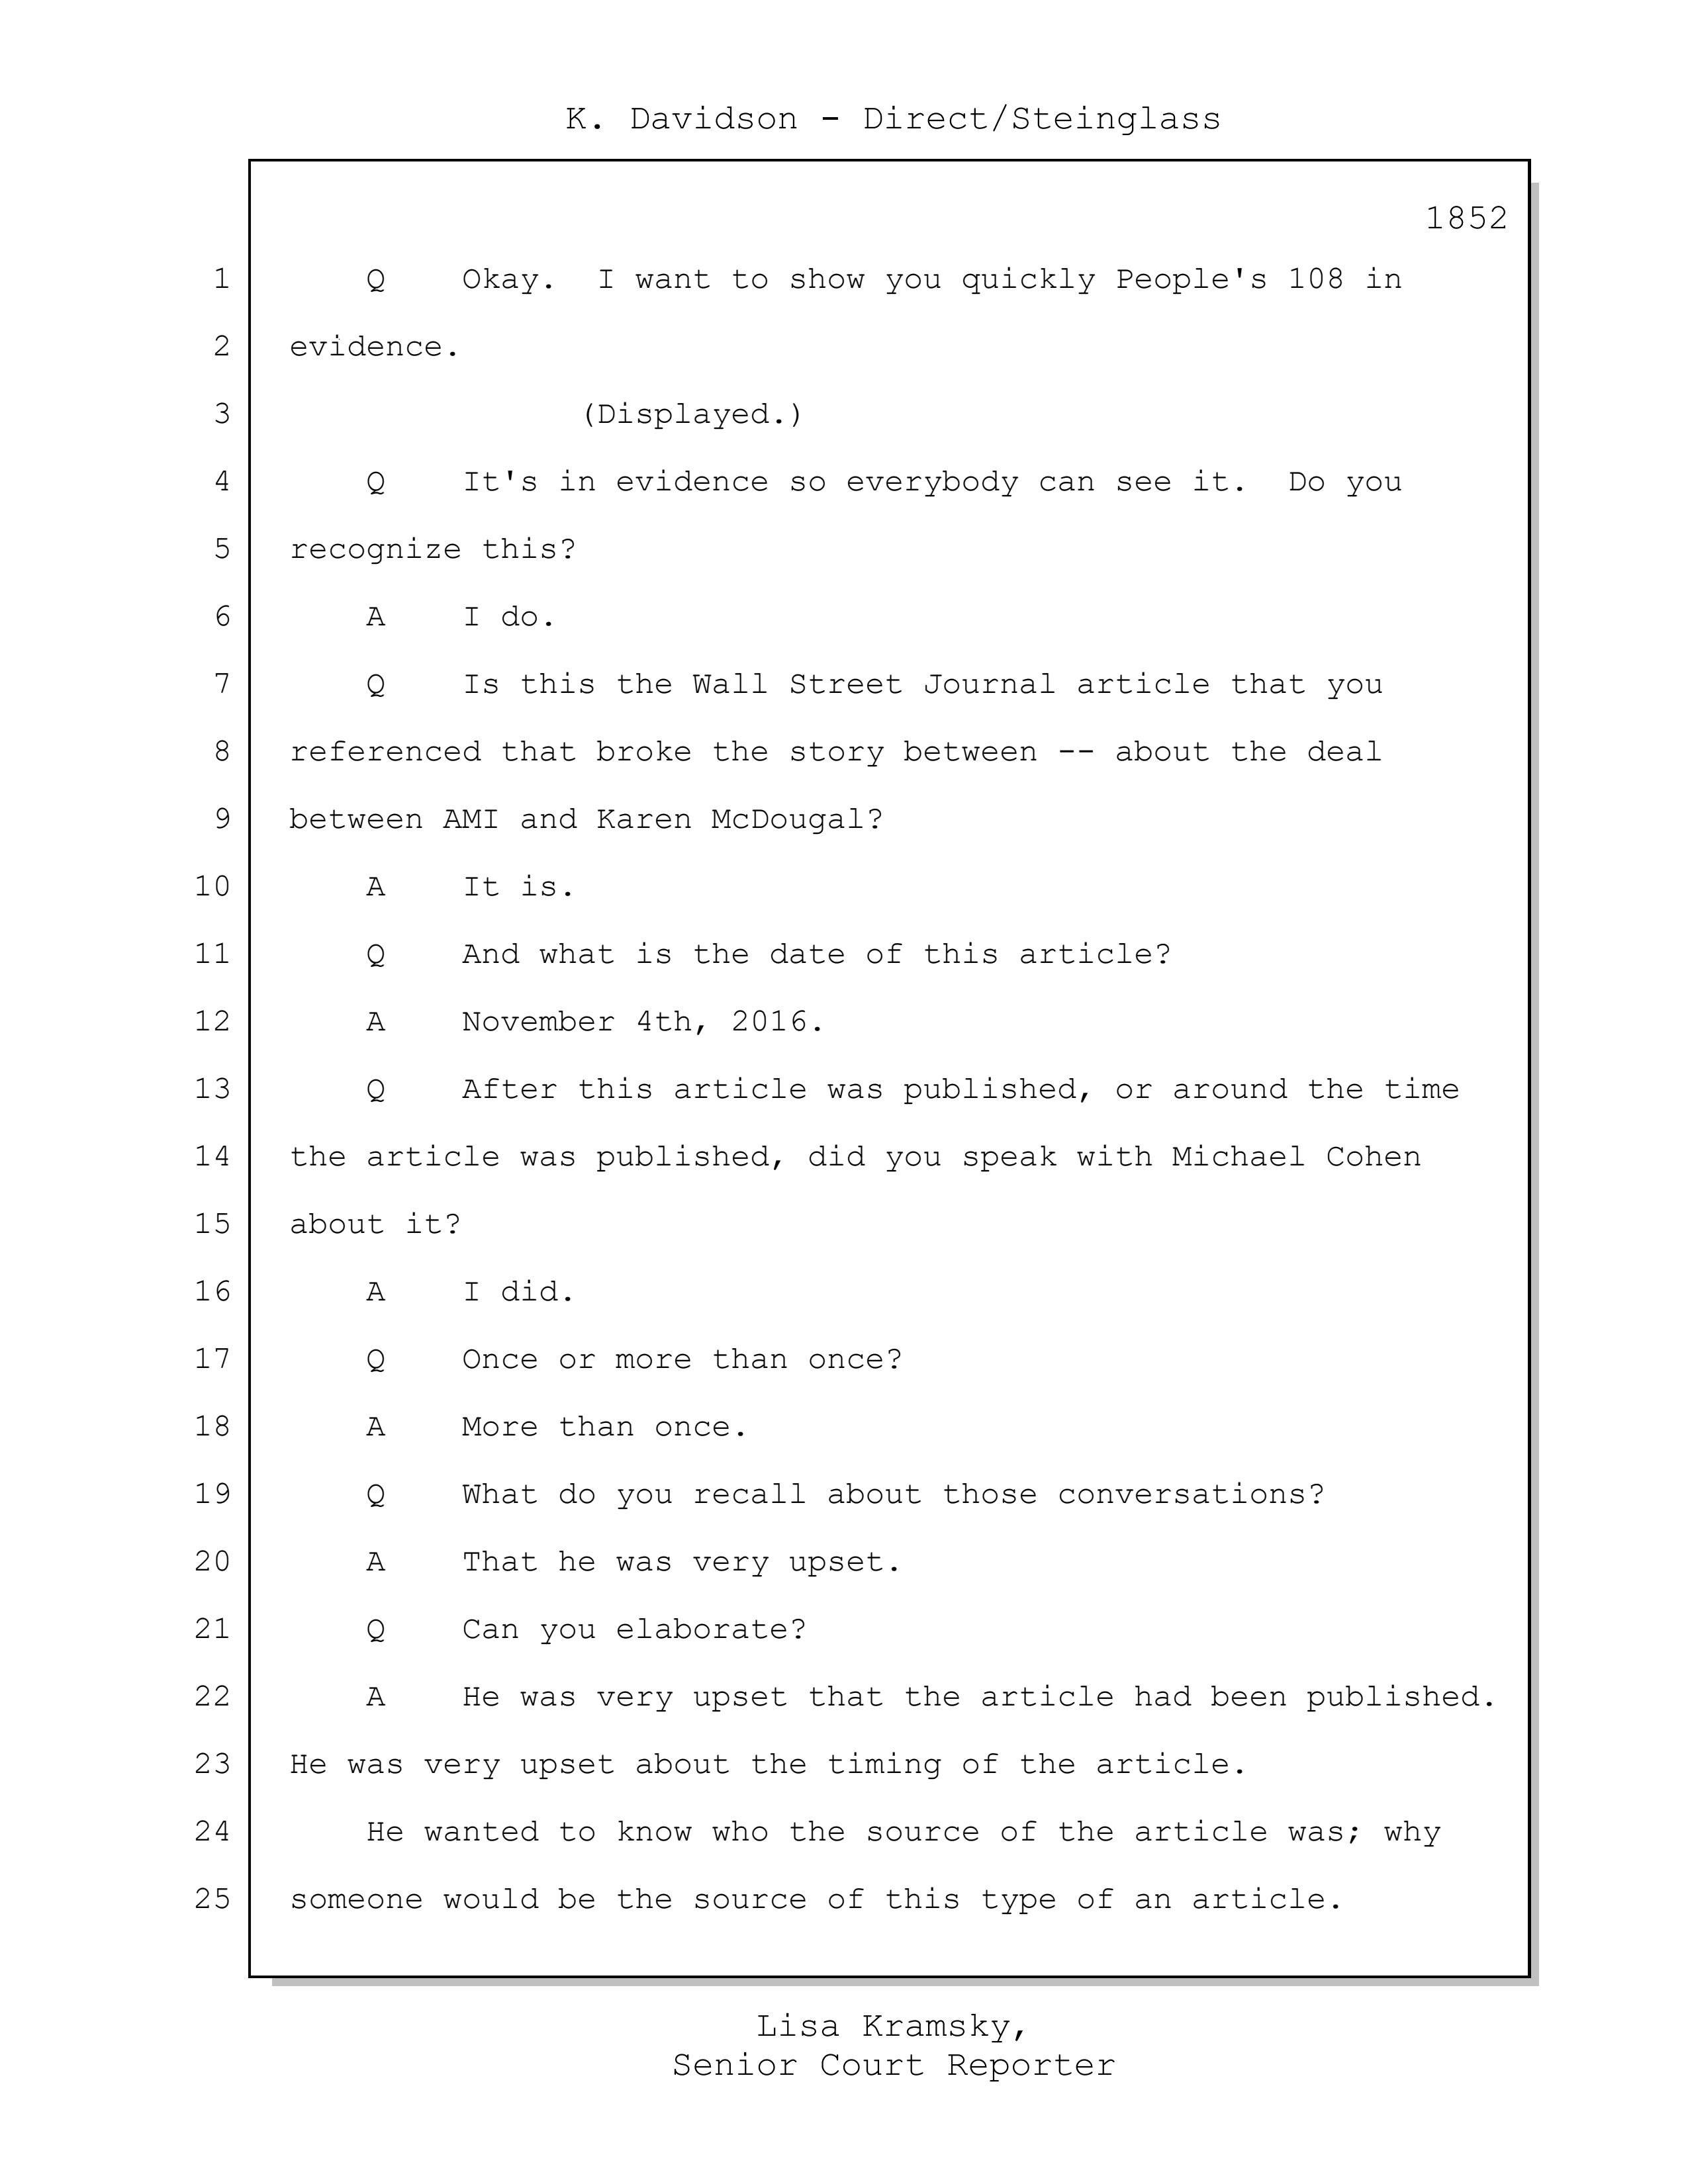 K. Davidson - Direct/Steinglass
1852
1 Q Okay. I want to show you quickly People's 108 in
2 evidence.
3 (Displayed.)
4 Q It's in evidence so everybody can see it. Do you
5 recognize this?
6 A I do.
7 Q Is this the Wall Street Journal article that you
8 referenced that broke the story between -- about the deal
9 between AMI and Karen McDougal?
10 A It is.
11 Q And what is the date of this article?
12 A November 4th, 2016.
13 Q After this article was published, or around the time
14 the article was published, did you speak with Michael Cohen
15 about it?
16 A I did.
17 Q Once or more than once?
18 A More than once.
19 Q What do you recall about those conversations?
20 A That he was very upset.
21 Q Can you elaborate?
22 A He was very upset that the article had been published.
23 He was very upset about the timing of the article.
24 He wanted to know who the source of the article was; why
25 someone would be the source of this type of an article.
Lisa Kramsky,
Senior Court Reporter